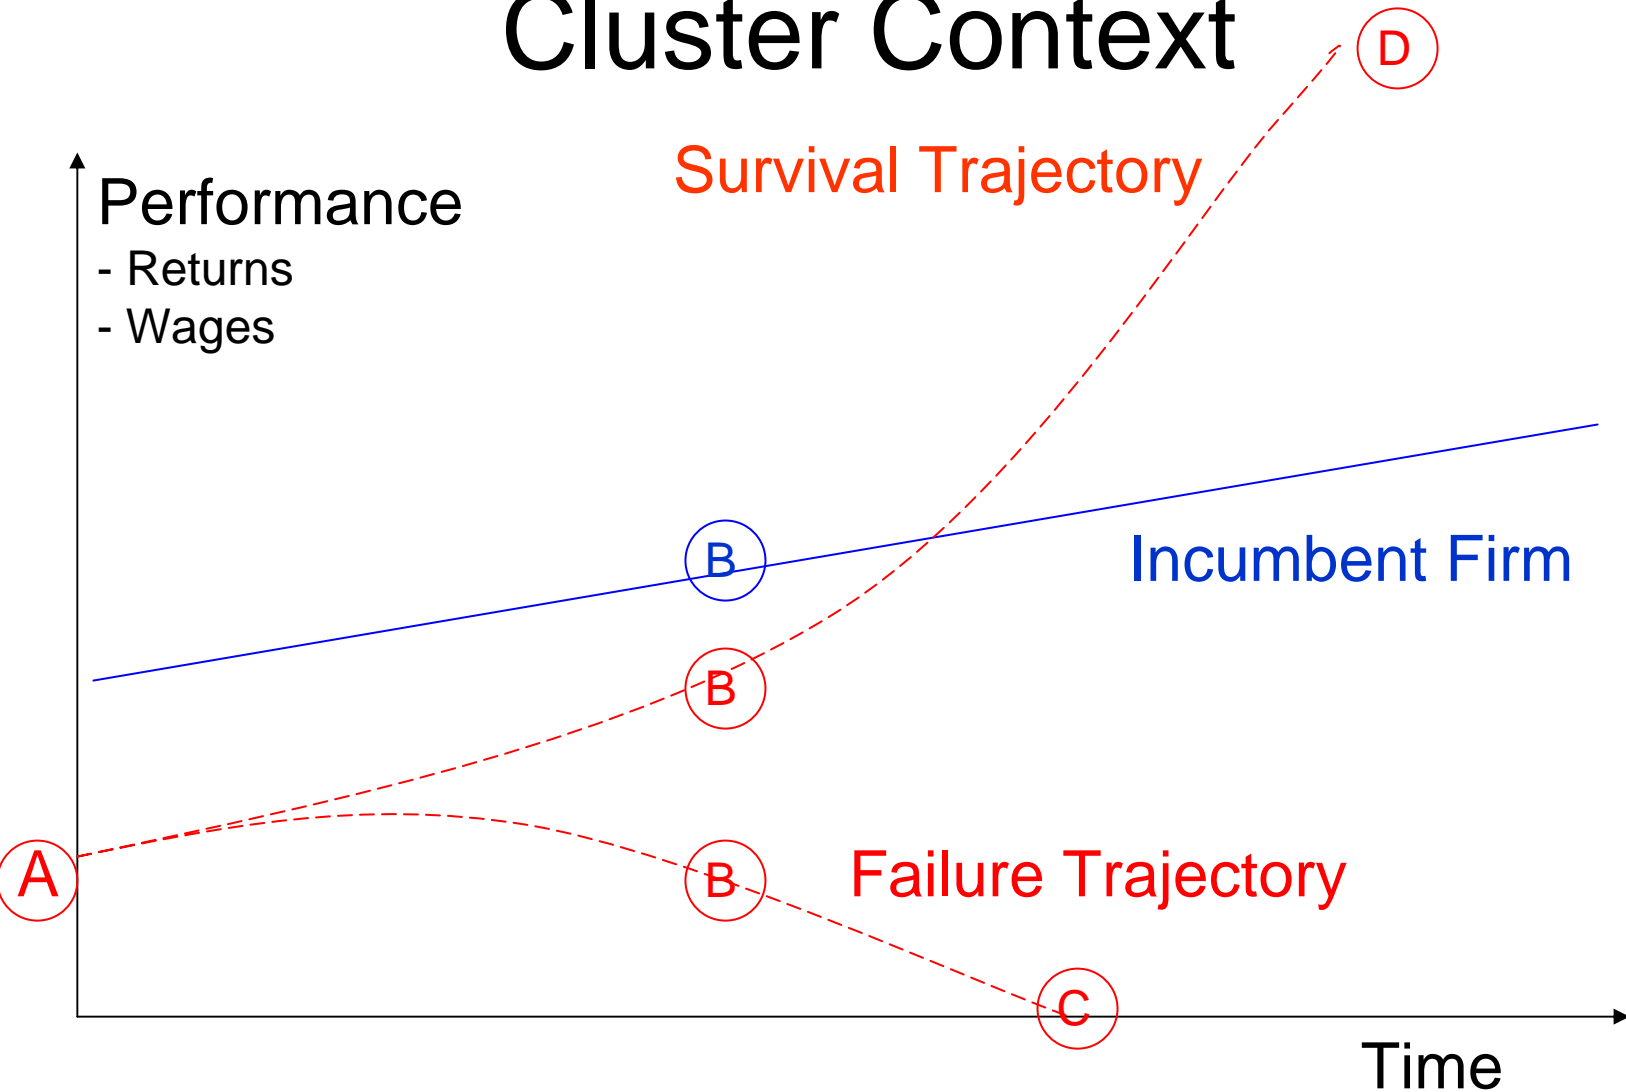 Cluster Context
D
Survival Trajectory
Performance
- Returns
- Wages
B
Incumbent Firm
B
A
B
Failure Trajectory
C
Time